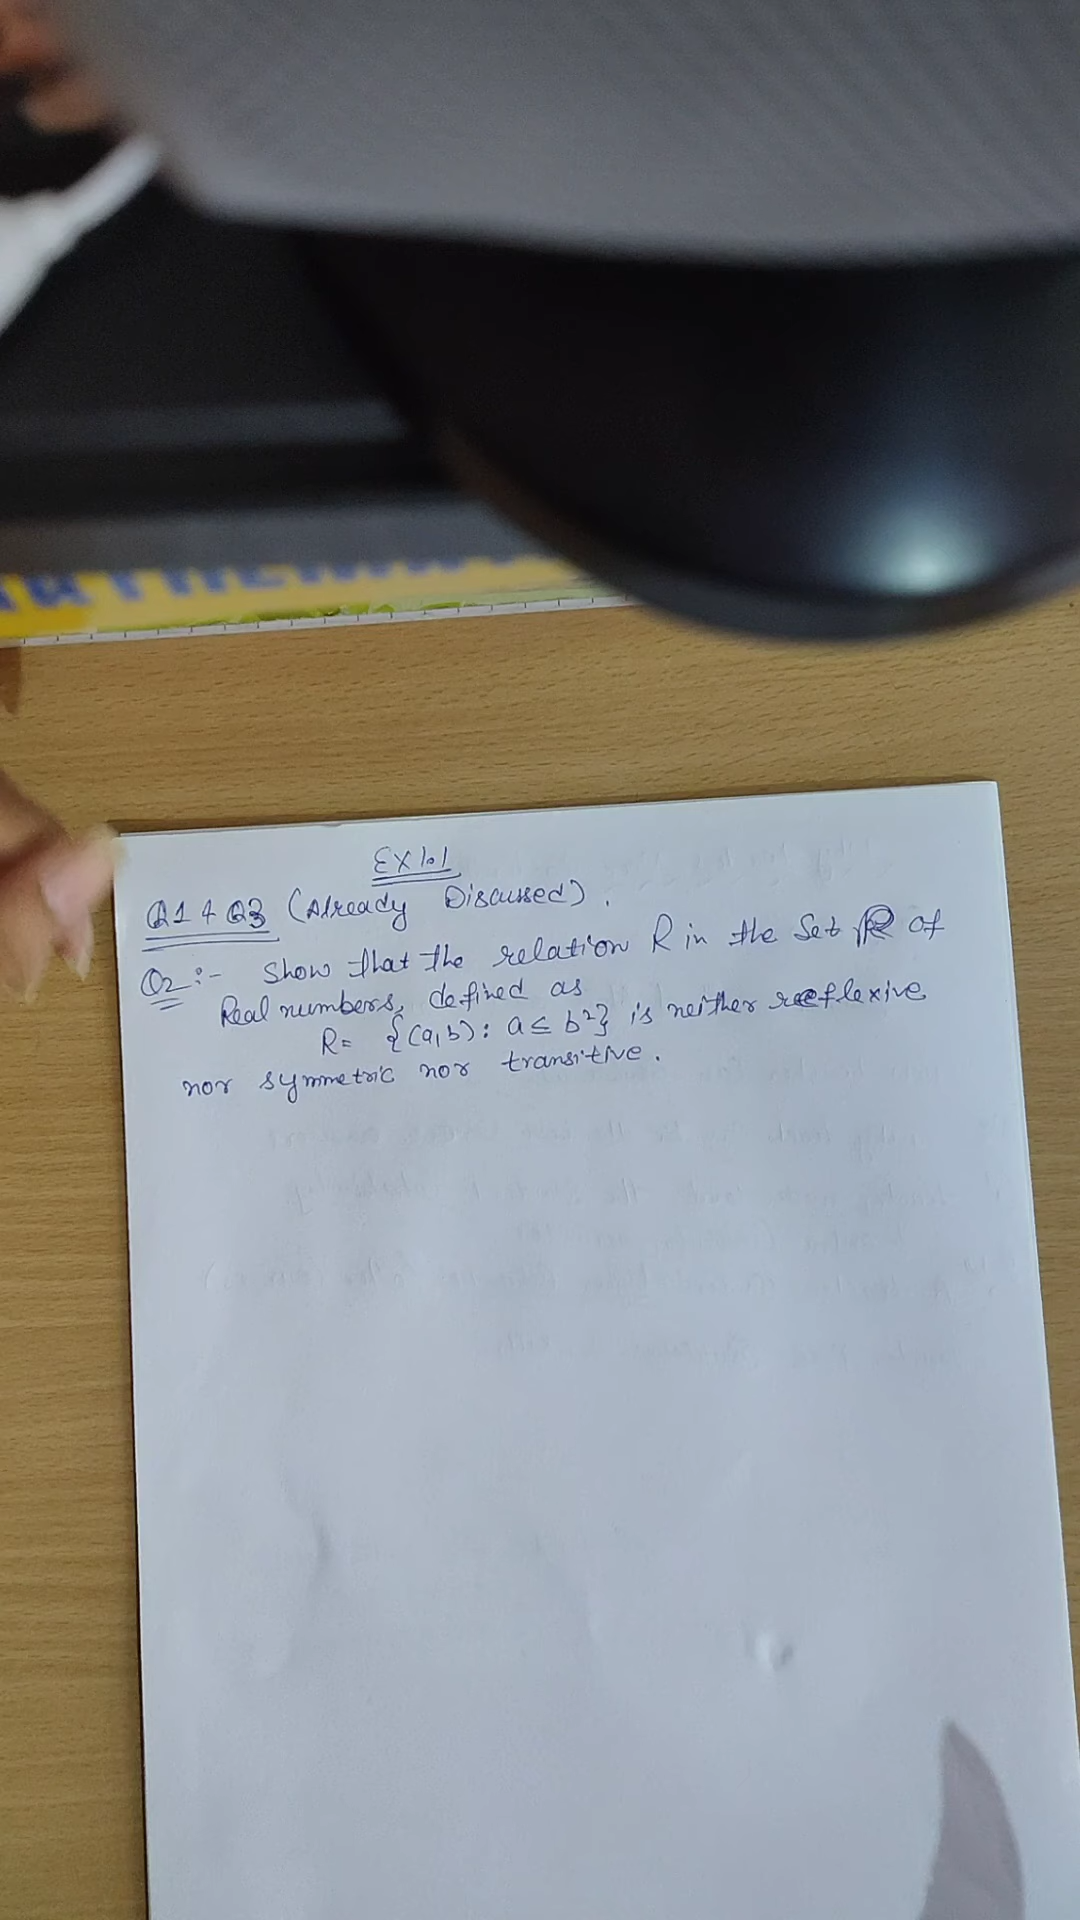 Ex 1.1
Q1 & Q3 (Already Discussed).
Q2:- Show that the relation R in the Set R of
Real numbers, defined as
R= {(a,b): a ≤ b²} is neither reeflexive
nor symmetric nor transitive.